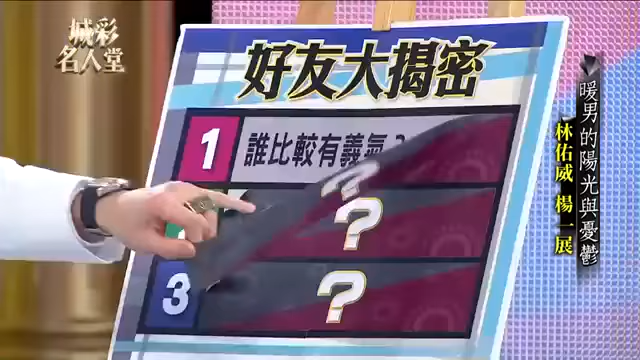 城彩
名人堂
好友大揭密
1
誰比較有義氣?
?
?
3
?
暖男的陽光與憂鬱
林佑威 楊一展